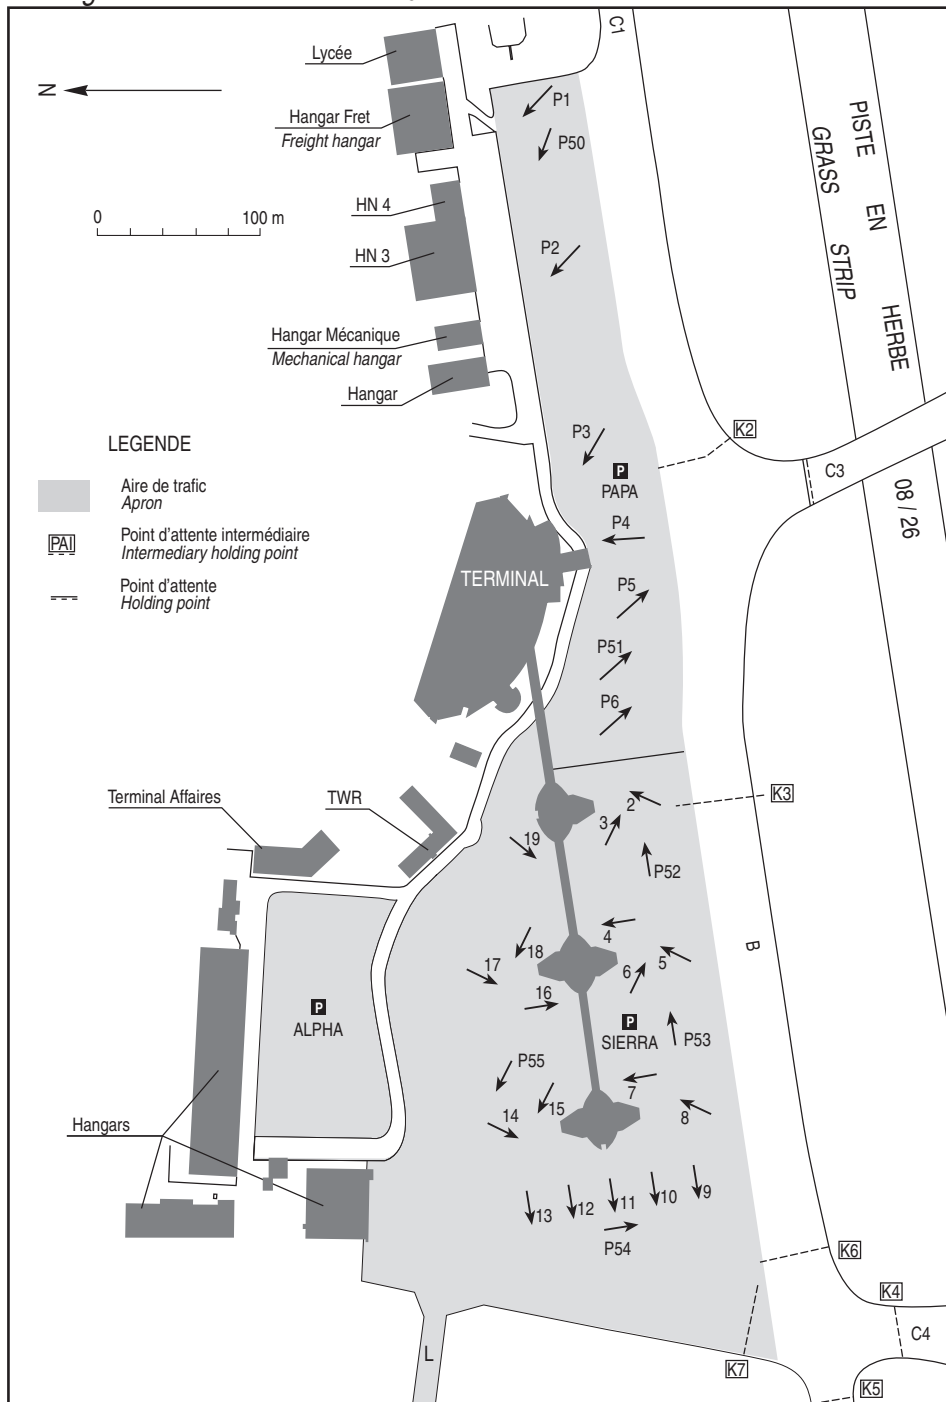 C1
Lycée
N
P1
Hangar Fret
Freight hangar
P50
PISTE EN HERBE
GRASS STRIP
HN 4
0
100 m
P2
HN 3
Hangar Mécanique
Mechanical hangar
Hangar
P3
K2
LEGENDE
P
PAPA
C3
Aire de trafic
Apron
08 / 26
P4
PAI
Point d'attente intermédiaire
Intermediary holding point
TERMINAL
Point d'attente
Holding point
P5
P51
P6
Terminal Affaires
TWR
2
K3
3
19
P52
4
B
18
5
17
6
16
P
ALPHA
P
SIERRA
P53
P55
7
14
15
8
Hangars
13
12
11
10
9
P54
K6
K4
C4
L
K7
K5